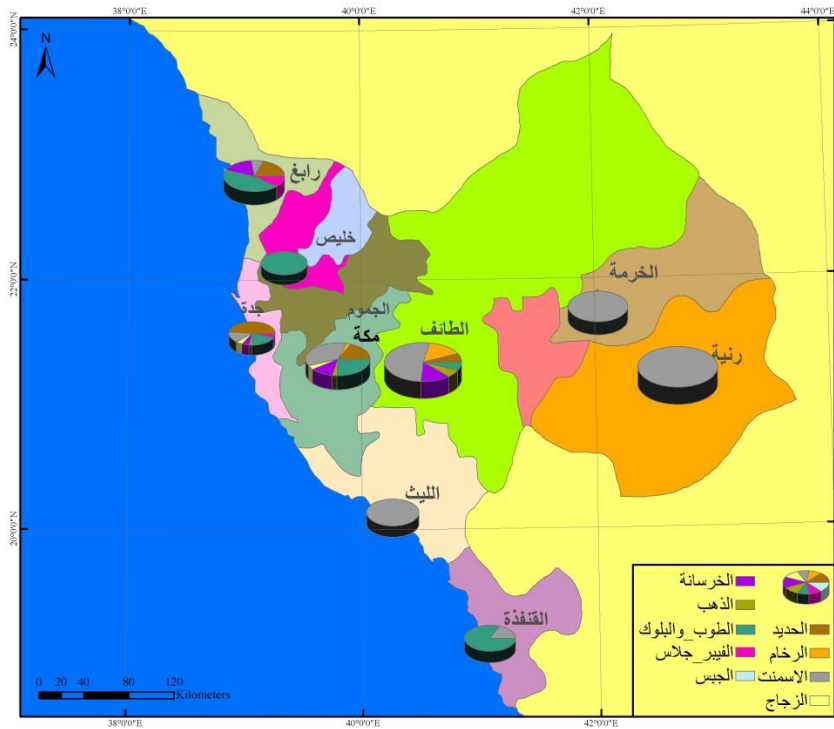 38°0'0"E 40°0'0"E 42°0'0"E 44°0'0"E
24°0'0"N
22°0'0"N
20°0'0"N
N
رابغ
خليص
الخرمة
جدة
الجموم
الطائف
مكة
رنية
الليث
القنفذة
الخرسانة
الذهب
الحديد الطوب_والبلوك
الرخام الفيبر_جلاس
الاسمنت الجبس
الزجاج
0 20 40 80 120
Kilometers
38°0'0"E 40°0'0"E 42°0'0"E